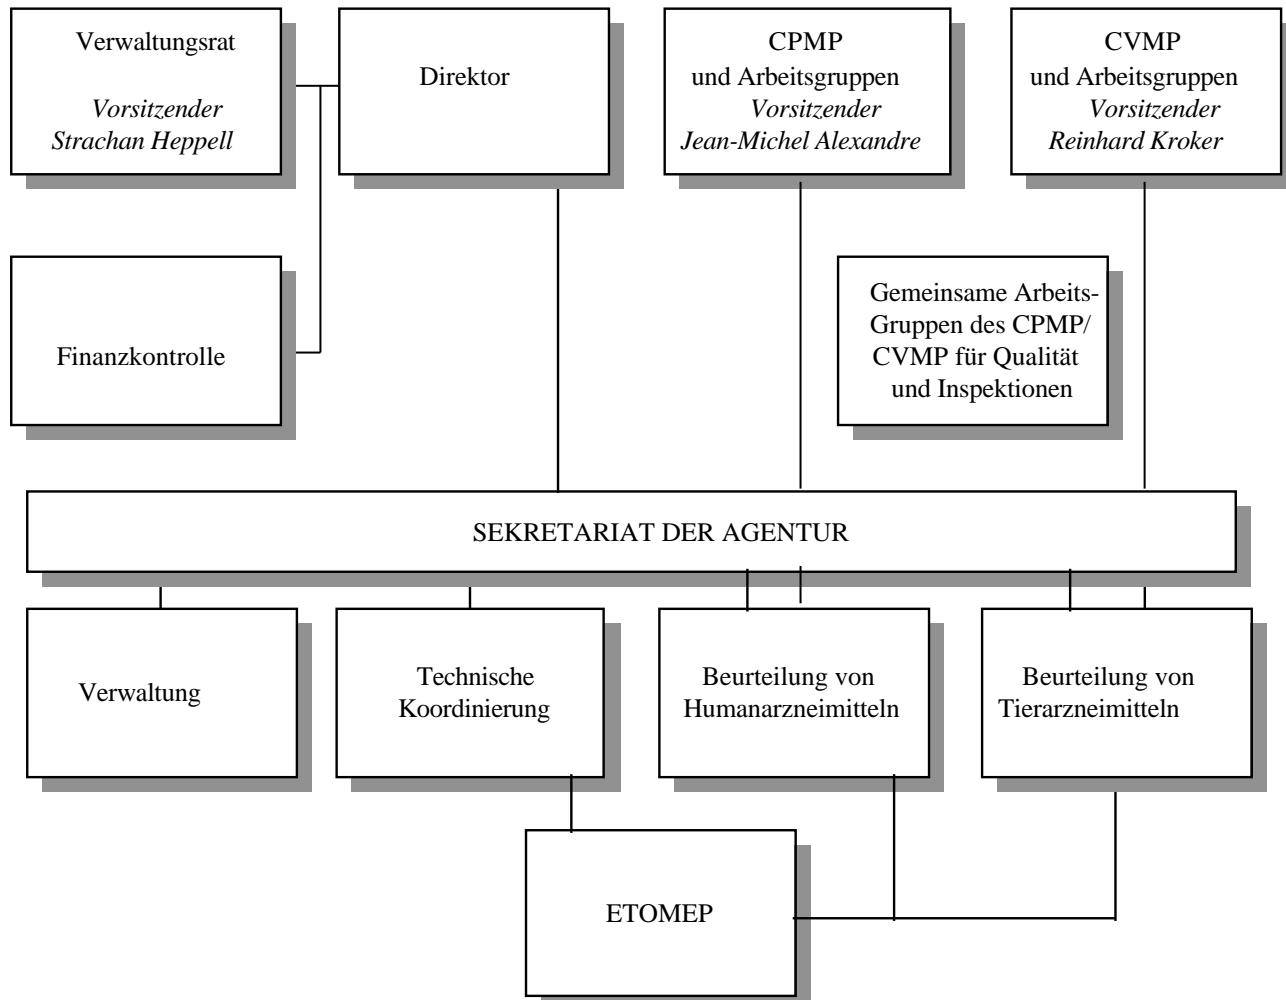 Verwaltungsrat
Vorsitzender
Strachan Heppell
Direktor
CPMP
und Arbeitsgruppen
Vorsitzender
Jean-Michel Alexandre
CVMP
und Arbeitsgruppen
Vorsitzender
Reinhard Kroker
Finanzkontrolle
Gemeinsame Arbeits-
Gruppen des CPMP/
CVMP für Qualität
und Inspektionen
SEKRETARIAT DER AGENTUR
Verwaltung
Technische
Koordinierung
Beurteilung von
Humanarzneimitteln
Beurteilung von
Tierarzneimitteln
ETOMEP